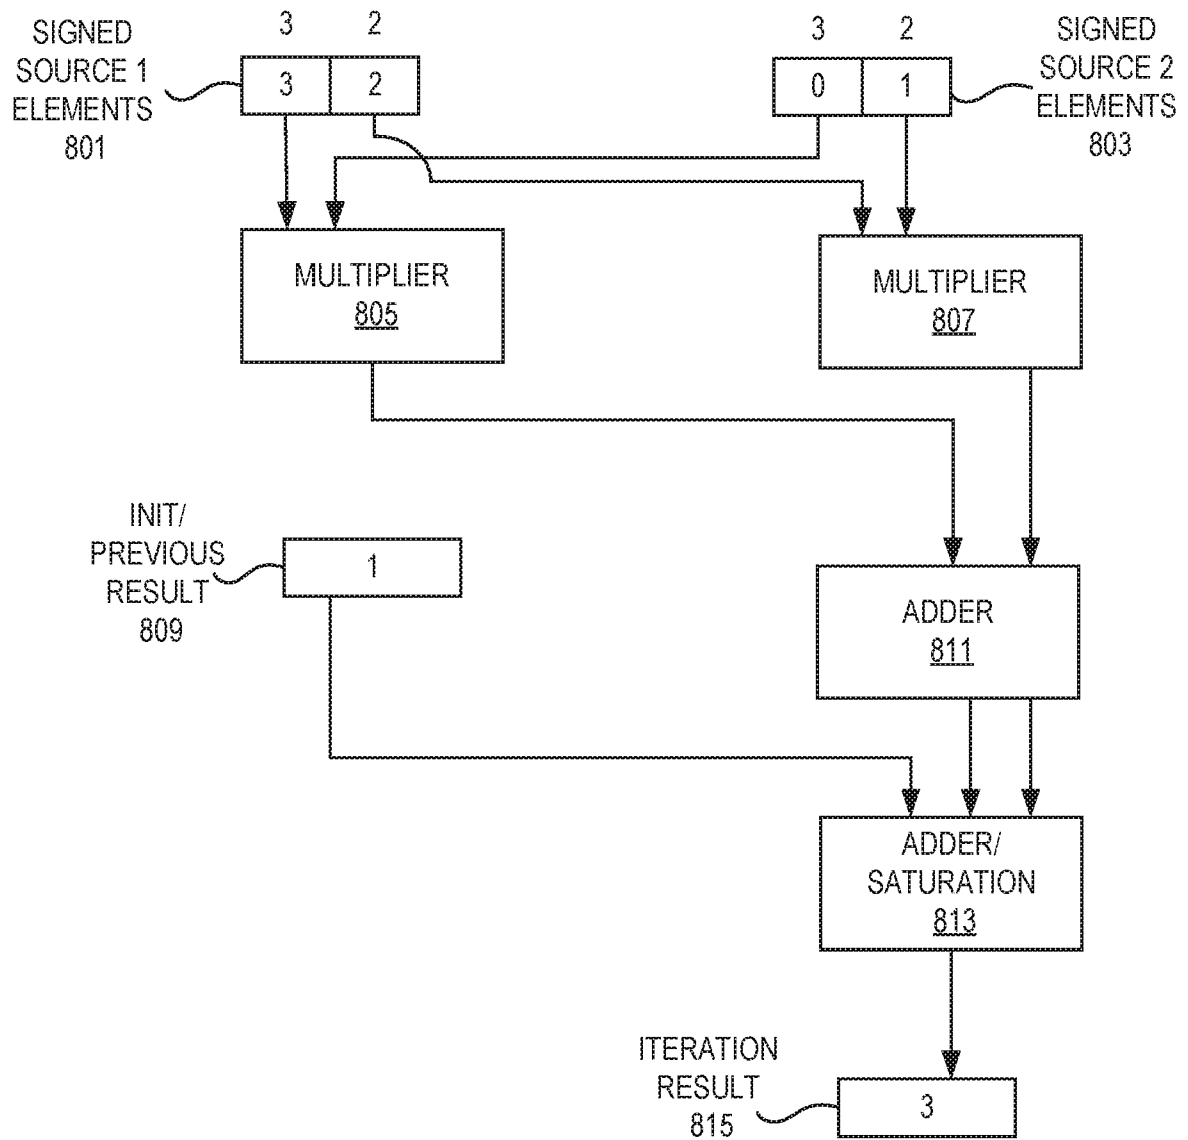 SIGNED
SOURCE 1
ELEMENTS
801
3 2
3 2
3 2
0 1
SIGNED
SOURCE 2
ELEMENTS
803
MULTIPLIER
805
MULTIPLIER
807
INIT/
PREVIOUS
RESULT
809
1
ADDER
811
ADDER/
SATURATION
813
ITERATION
RESULT
815
3